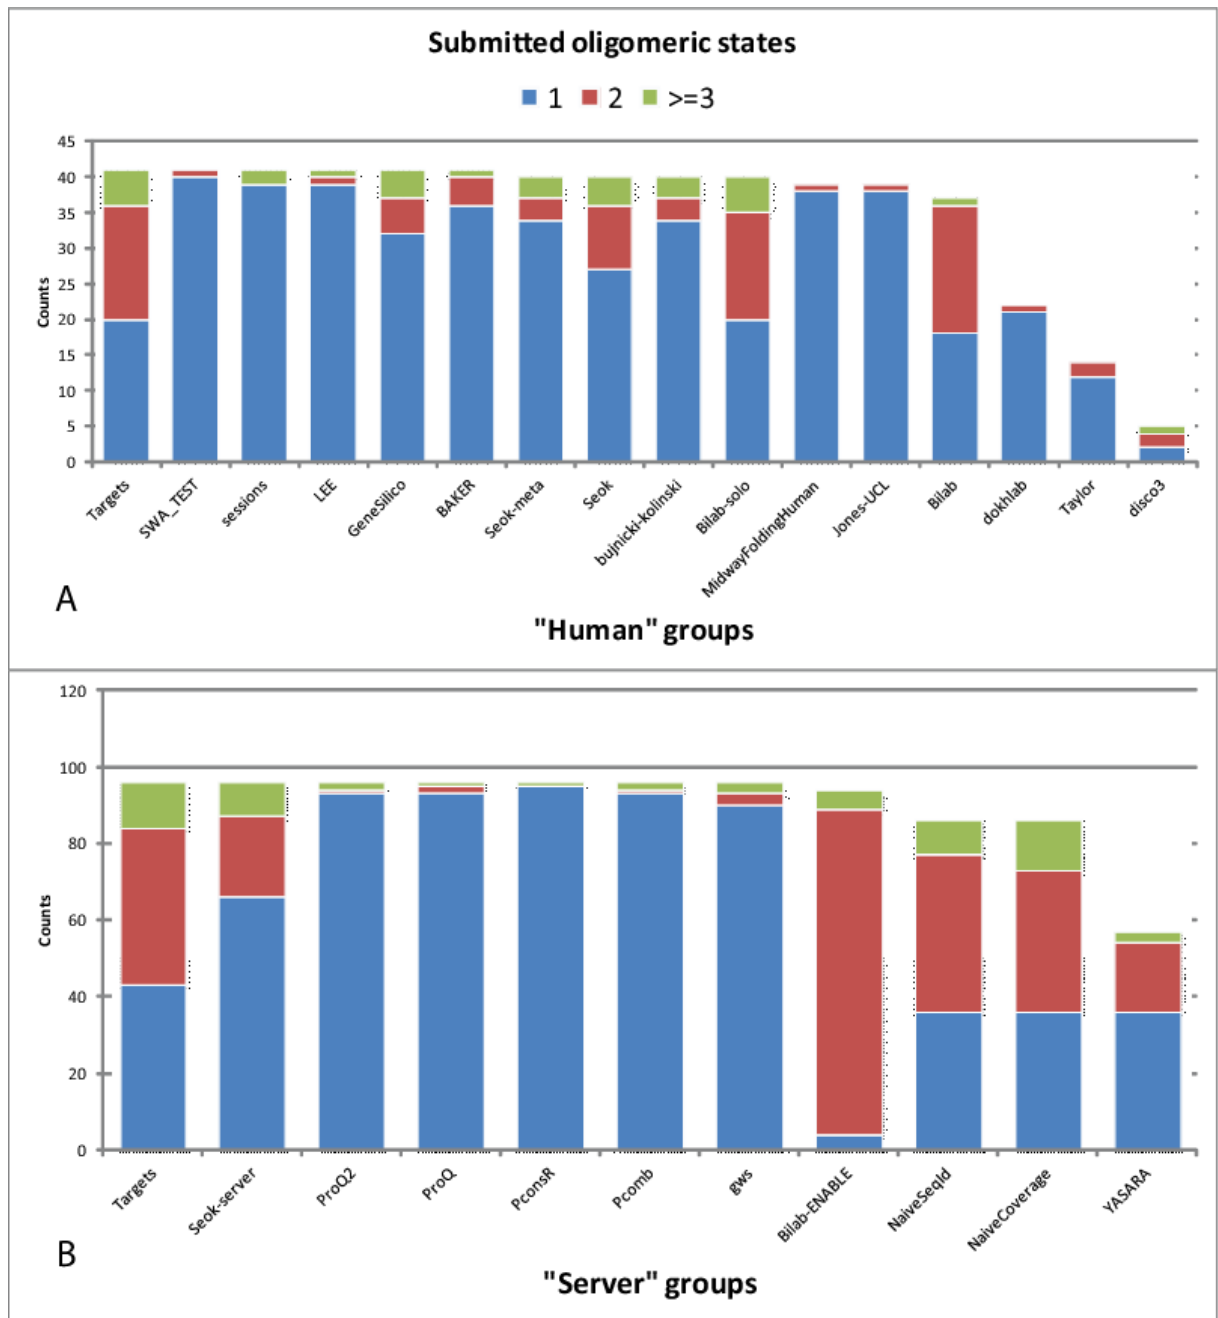 Submitted oligomeric states
1 2 >=3
45
40
35
30
25
20
15
10
5
0
Counts
Targets
SWA_TEST
sessions
LEE
GeneSilico
BAKER
Seok-meta
Seok
bujnicki-kolinski
Bilab-solo
MidwayFoldingHuman
Jones-UCL
Bilab
dokhlab
Taylor
disco3
A
"Human" groups
120
100
80
60
40
20
0
Counts
Targets
Seok-server
ProQ2
ProQ
PconsR
Pcomb
gws
Bilab-ENABLE
NaiveSeqId
NaiveCoverage
YASARA
B
"Server" groups